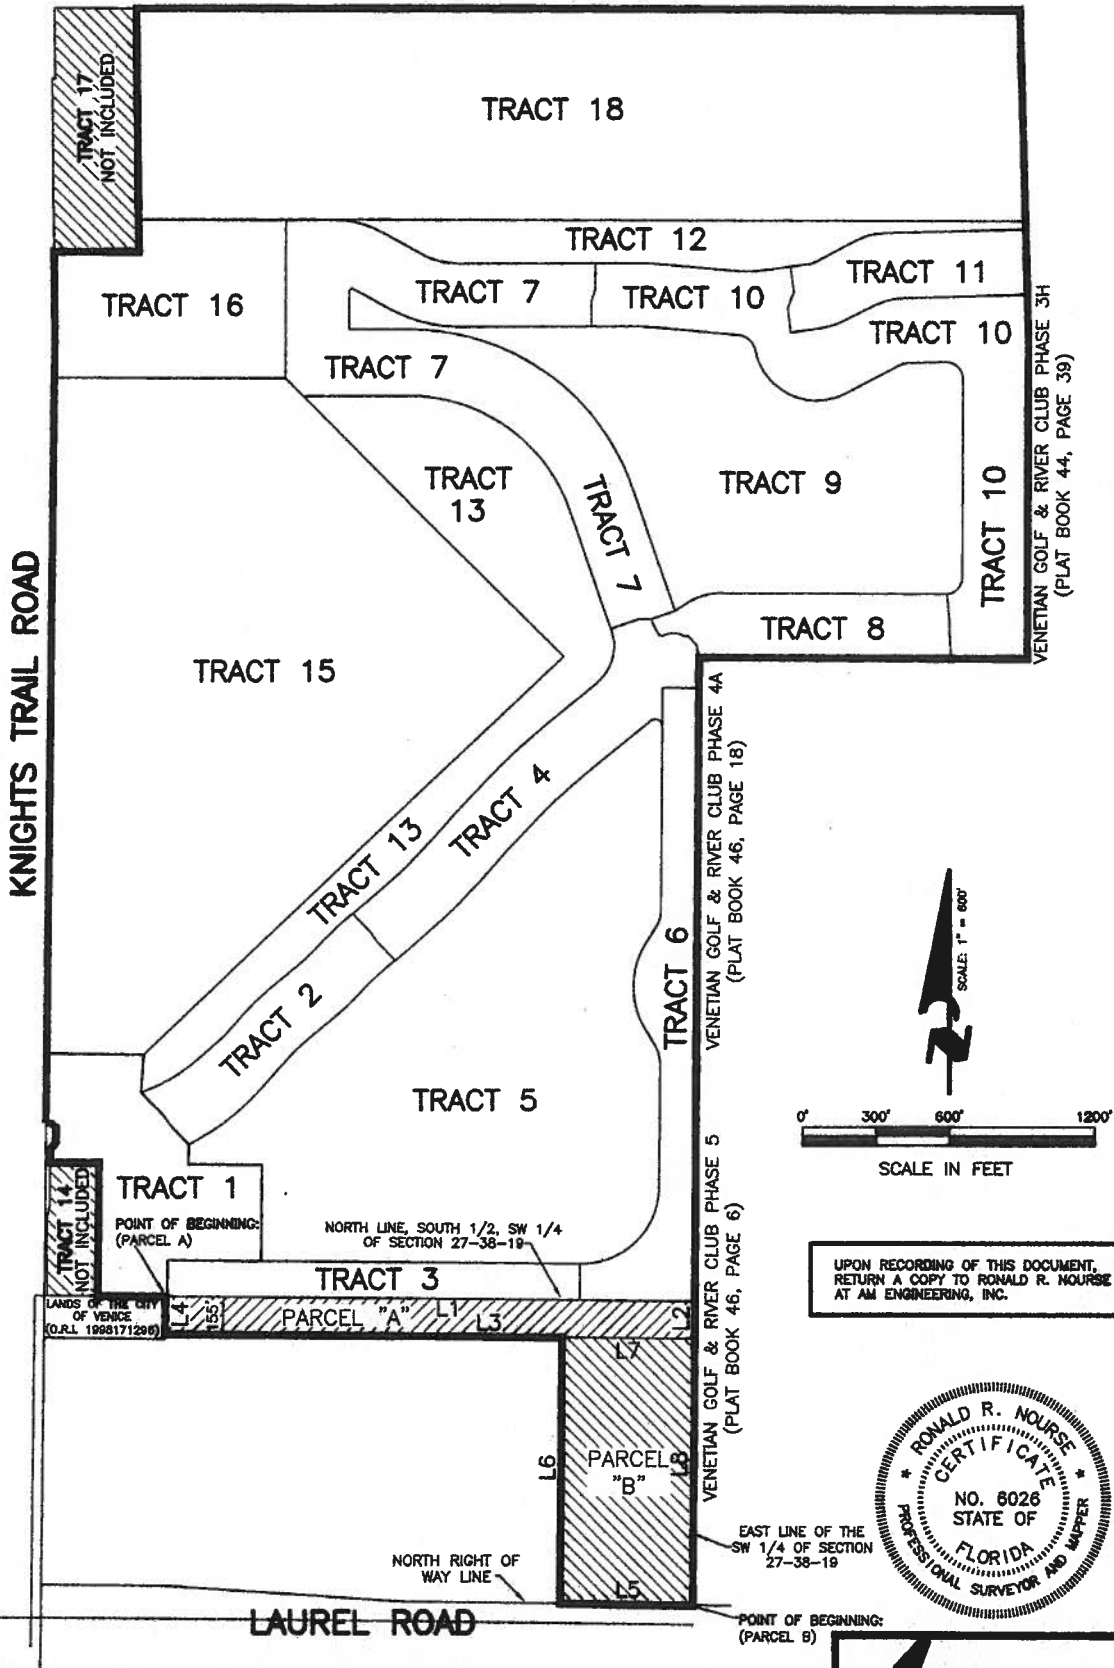 TRACT 17
NOT INCLUDED
TRACT 18
TRACT 12
TRACT 11
TRACT 16
TRACT 7
TRACT 10
TRACT 10
TRACT 7
TRACT
13
TRACT 9
TRACT 7
TRACT 10
VENETIAN GOLF & RIVER CLUB PHASE 3H
(PLAT BOOK 44, PAGE 39)
TRACT 8
KNIGHTS TRAIL ROAD
TRACT 15
TRACT 4
TRACT 13
TRACT 6
VENETIAN GOLF & RIVER CLUB PHASE 4A
(PLAT BOOK 46, PAGE 18)
TRACT 2
TRACT 5
SCALE: 1" = 600'
N
0' 300' 600' 1200'
SCALE IN FEET
TRACT 1
TRACT 14
NOT INCLUDED
POINT OF BEGINNING:
(PARCEL A)
NORTH LINE, SOUTH 1/2, SW 1/4
OF SECTION 27-38-19
TRACT 3
VENETIAN GOLF & RIVER CLUB PHASE 5
(PLAT BOOK 46, PAGE 6)
UPON RECORDING OF THIS DOCUMENT,
RETURN A COPY TO RONALD R. NOURSE
AT AM ENGINEERING, INC.
LANDS OF THE CITY
OF VENICE
(O.R.I. 1998171296)
L4
155'
PARCEL "A"
L1
L3
L2
L7
L6
PARCEL
"B"
L8
L5
RONALD R. NOURSE
CERTIFICATE
NO. 6026
STATE OF
FLORIDA
PROFESSIONAL SURVEYOR AND MAPPER
EAST LINE OF THE
SW 1/4 OF SECTION
27-38-19
NORTH RIGHT OF
WAY LINE
LAUREL ROAD
POINT OF BEGINNING:
(PARCEL B)